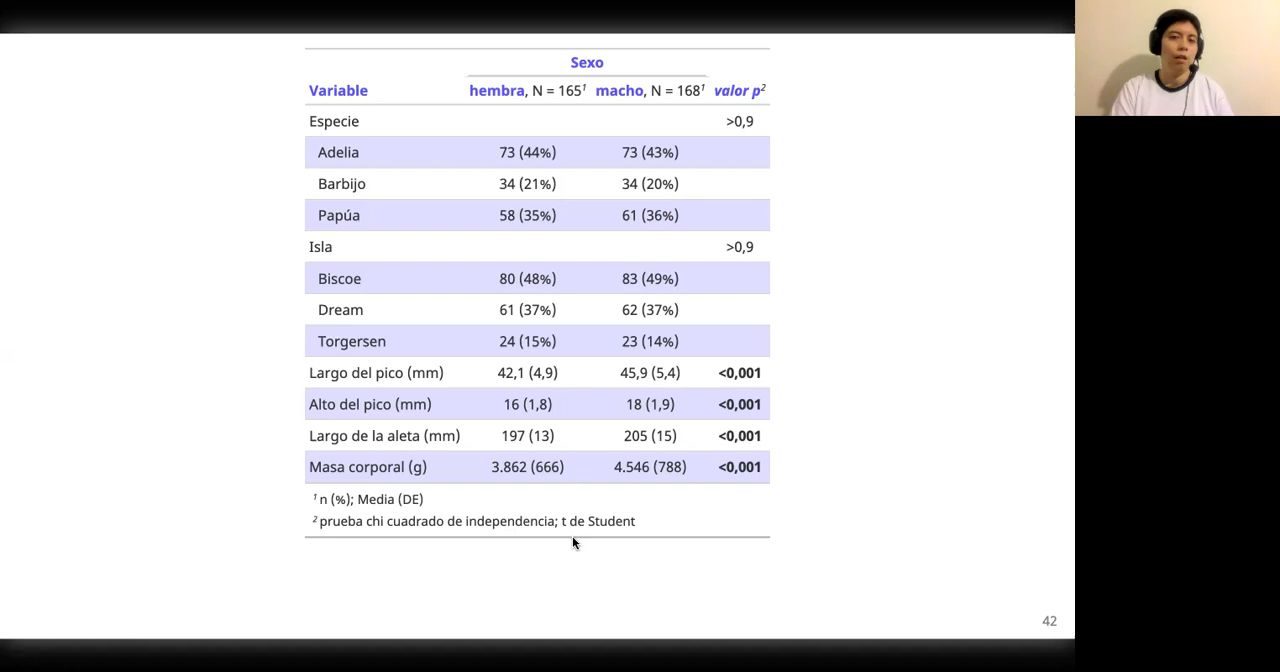 Sexo
Variable hembra, N = 165¹ macho, N = 168¹ valor p²
Especie >0,9
Adelia 73 (44%) 73 (43%)
Barbijo 34 (21%) 34 (20%)
Papúa 58 (35%) 61 (36%)
Isla >0,9
Biscoe 80 (48%) 83 (49%)
Dream 61 (37%) 62 (37%)
Torgersen 24 (15%) 23 (14%)
Largo del pico (mm) 42,1 (4,9) 45,9 (5,4) <0,001
Alto del pico (mm) 16 (1,8) 18 (1,9) <0,001
Largo de la aleta (mm) 197 (13) 205 (15) <0,001
Masa corporal (g) 3.862 (666) 4.546 (788) <0,001
¹ n (%); Media (DE)
² prueba chi cuadrado de independencia; t de Student
42